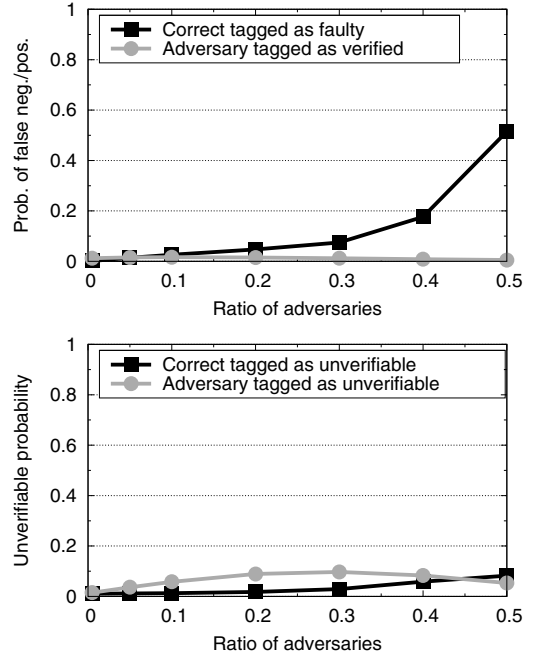 Prob. of false neg./pos.
1
0.8
0.6
0.4
0.2
0
Correct tagged as faulty
Adversary tagged as verified
0 0.1 0.2 0.3 0.4 0.5
Ratio of adversaries
Unverifiable probability
1
0.8
0.6
0.4
0.2
0
Correct tagged as unverifiable
Adversary tagged as unverifiable
0 0.1 0.2 0.3 0.4 0.5
Ratio of adversaries